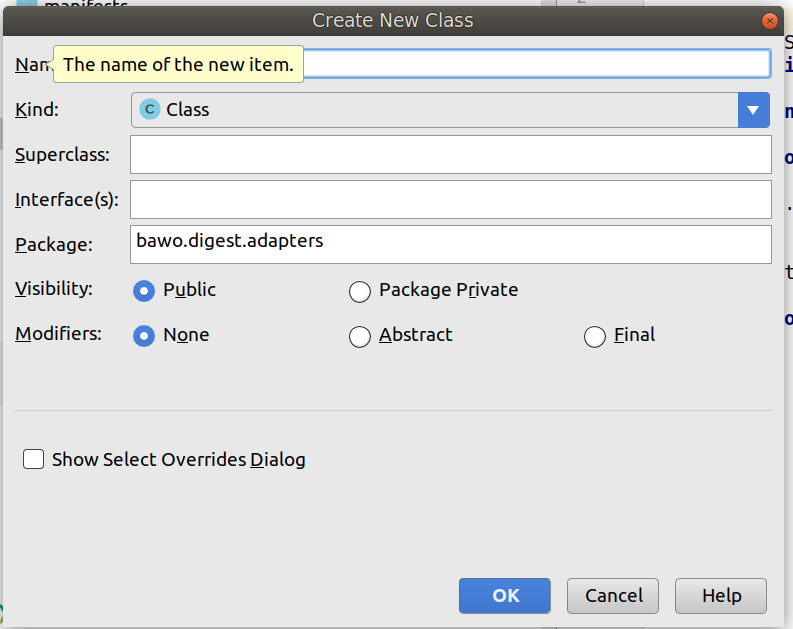 manifests
Create New Class
The name of the new item.
Kind:
C Class
Superclass:
Interface(s):
Package:
bawo.digest.adapters
Visibility:
Public
Package Private
Modifiers:
None
Abstract
Final
Show Select Overrides Dialog
OK
Cancel
Help